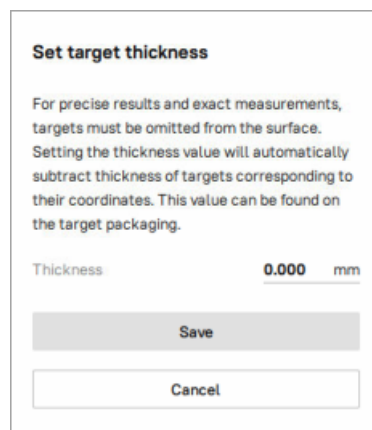 Set target thickness
For precise results and exact measurements,
targets must be omitted from the surface.
Setting the thickness value will automatically
subtract thickness of targets corresponding to
their coordinates. This value can be found on
the target packaging.
Thickness 0.000 mm
Save
Cancel